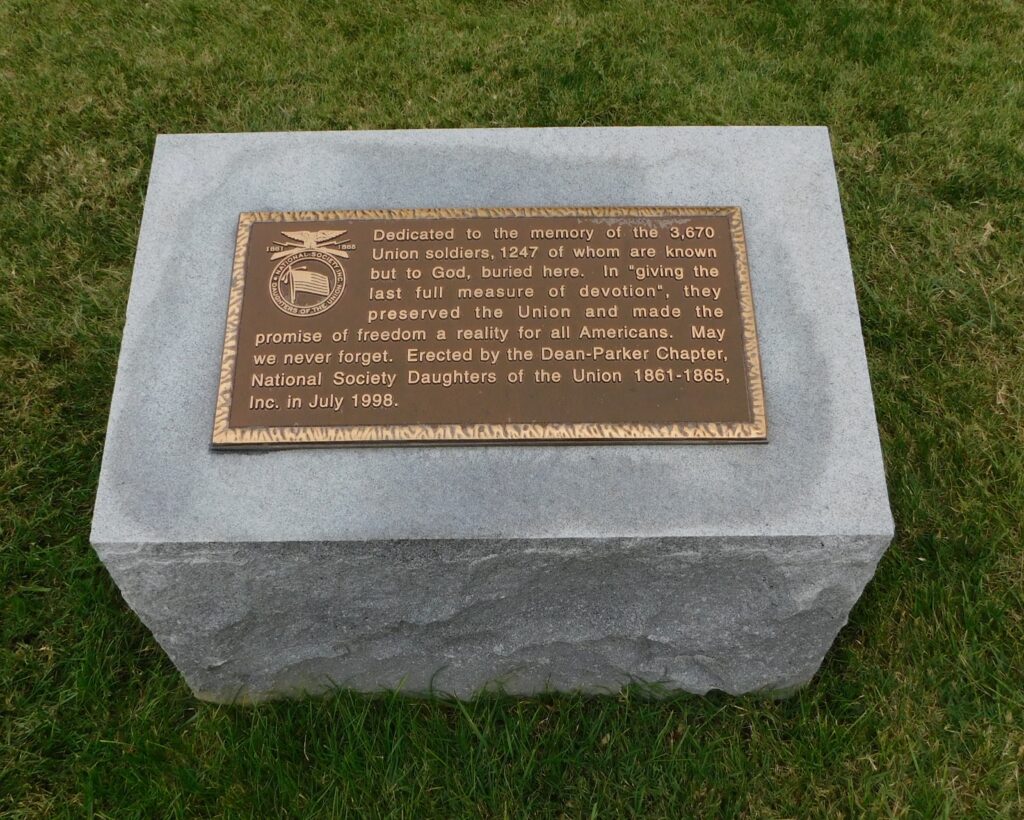 1861 1865
NATIONAL SOCIETY, INC.
DAUGHTERS OF THE UNION
Dedicated to the memory of the 3,670
Union soldiers, 1247 of whom are known
but to God, buried here. In "giving the
last full measure of devotion", they
preserved the Union and made the
promise of freedom a reality for all Americans. May
we never forget. Erected by the Dean-Parker Chapter,
National Society Daughters of the Union 1861-1865,
Inc. in July 1998.